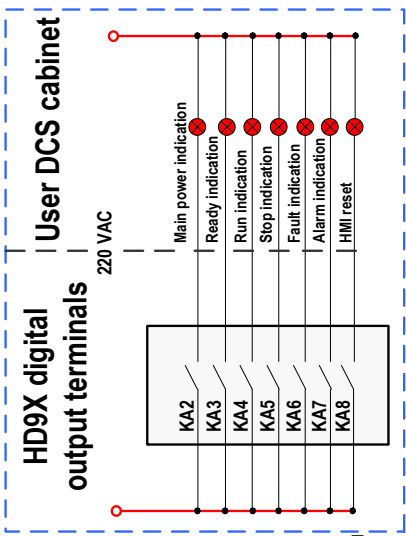 User DCS cabinet
HD9X digital
output terminals
220 VAC
Main power indication
Ready indication
Run indication
Stop indication
Fault indication
Alarm indication
HMI reset
KA2
KA3
KA4
KA5
KA6
KA7
KA8